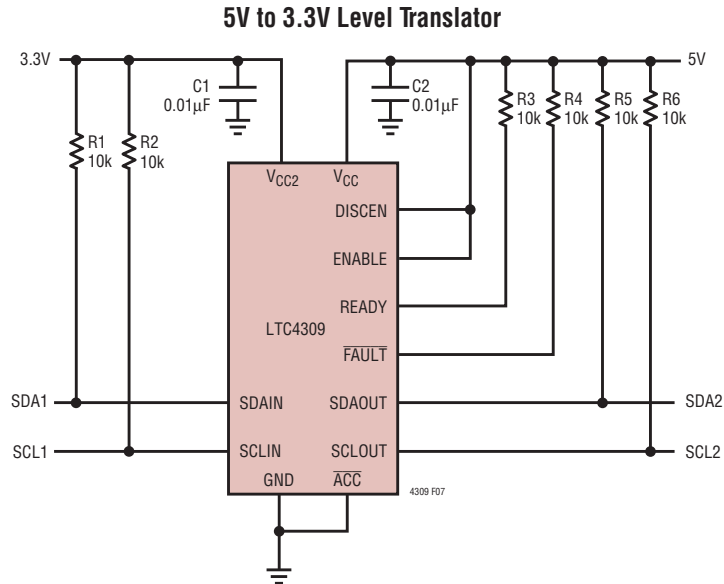 5V to 3.3V Level Translator
3.3V
5V
C1
0.01µF
C2
0.01µF
R1
10k
R2
10k
R3
10k
R4
10k
R5
10k
R6
10k
VCC2
VCC
DISCEN
ENABLE
READY
LTC4309
FAULT
SDA1
SDAIN
SDAOUT
SDA2
SCL1
SCLIN
SCLOUT
SCL2
GND
ACC
4309 F07